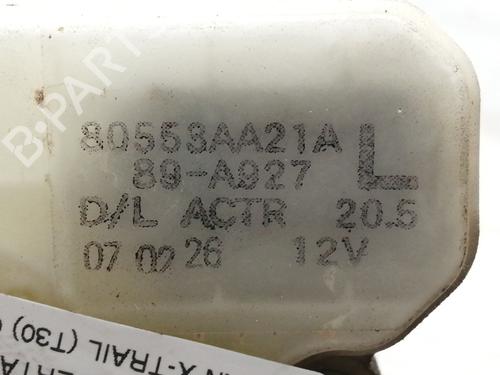 80553AA21A
89-A927 L
D/L ACTR 20.5
07 02 26 12V
X-TRAIL (T30)
B-PARTS